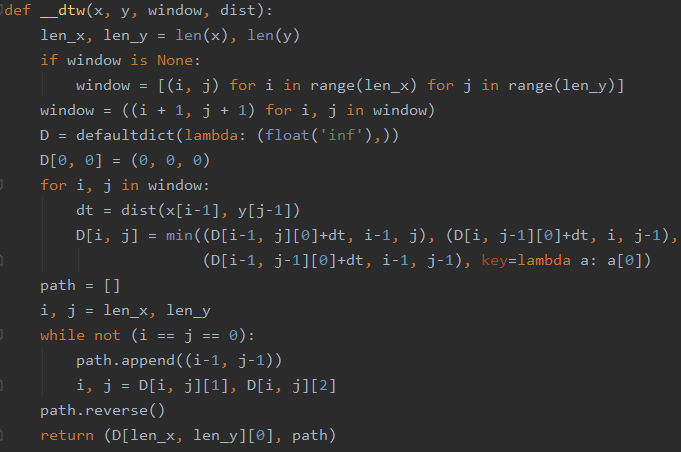 def __dtw(x, y, window, dist):
    len_x, len_y = len(x), len(y)
    if window is None:
        window = [(i, j) for i in range(len_x) for j in range(len_y)]
    window = ((i + 1, j + 1) for i, j in window)
    D = defaultdict(lambda: (float('inf'),))
    D[0, 0] = (0, 0, 0)
    for i, j in window:
        dt = dist(x[i-1], y[j-1])
        D[i, j] = min((D[i-1, j][0]+dt, i-1, j), (D[i, j-1][0]+dt, i, j-1),
                      (D[i-1, j-1][0]+dt, i-1, j-1), key=lambda a: a[0])
    path = []
    i, j = len_x, len_y
    while not (i == j == 0):
        path.append((i-1, j-1))
        i, j = D[i, j][1], D[i, j][2]
    path.reverse()
    return (D[len_x, len_y][0], path)